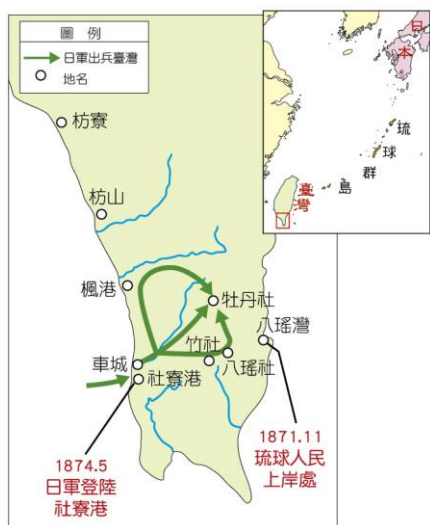 圖例
日軍出兵臺灣
地名
日
本
琉
球
群
島
臺
灣
枋寮
枋山
楓港
牡丹社
八瑤灣
竹社
八瑤社
車城
社寮港
1874.5
日軍登陸
社寮港
1871.11
琉球人民
上岸處